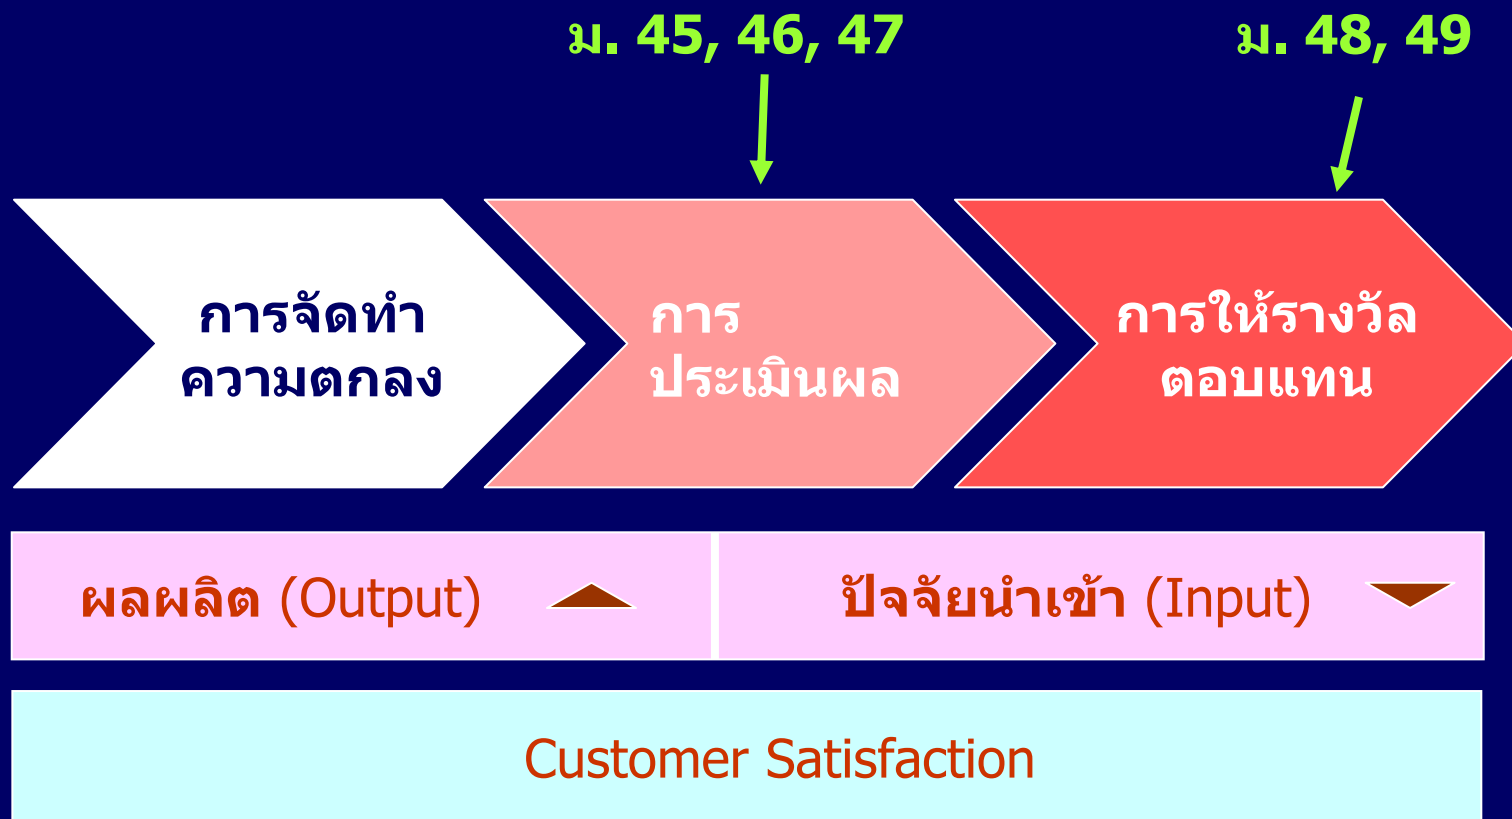 ม. 45, 46, 47
ม. 48, 49
การจัดทำ
ความตกลง
การ
ประเมินผล
การให้รางวัล
ตอบแทน
ผลผลิต (Output)
ปัจจัยนำเข้า (Input)
Customer Satisfaction